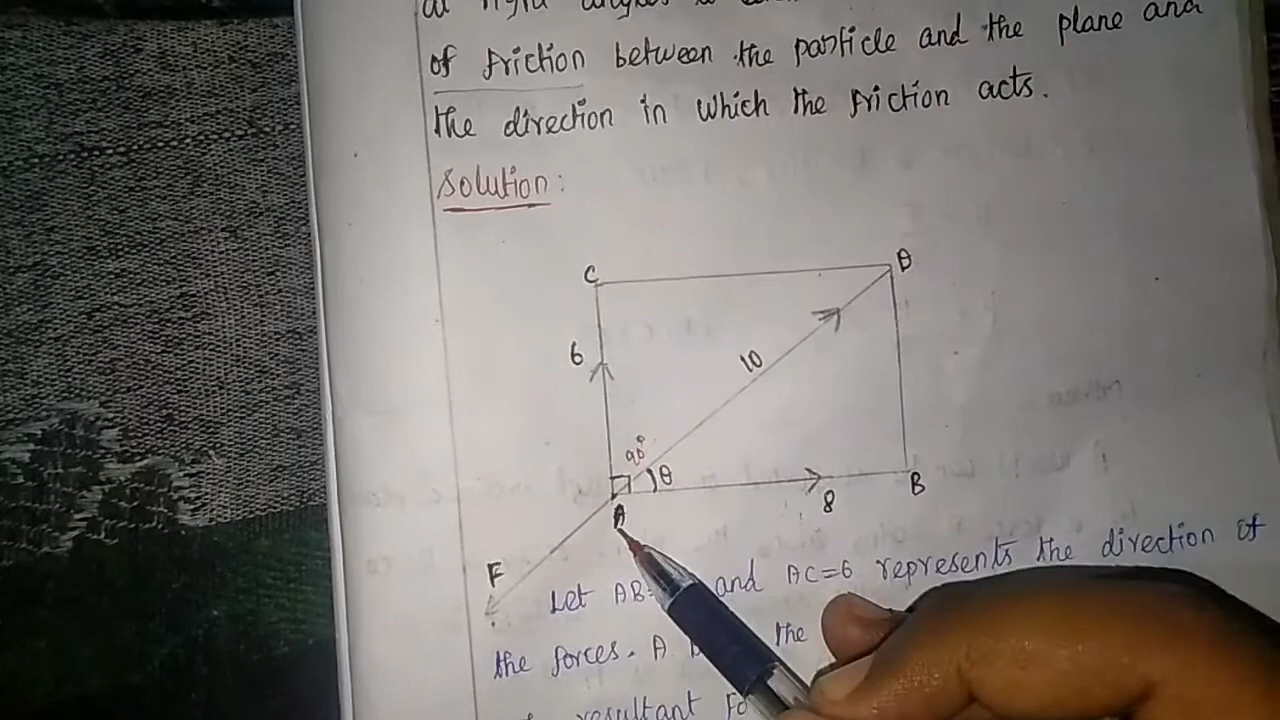 of friction between the particle and the plane and
the direction in which the friction acts.
Solution:
C
D
6
10
90°
θ
A
8
B
F
Let AB= and AC=6 represents the direction of
the forces. A the
resultant